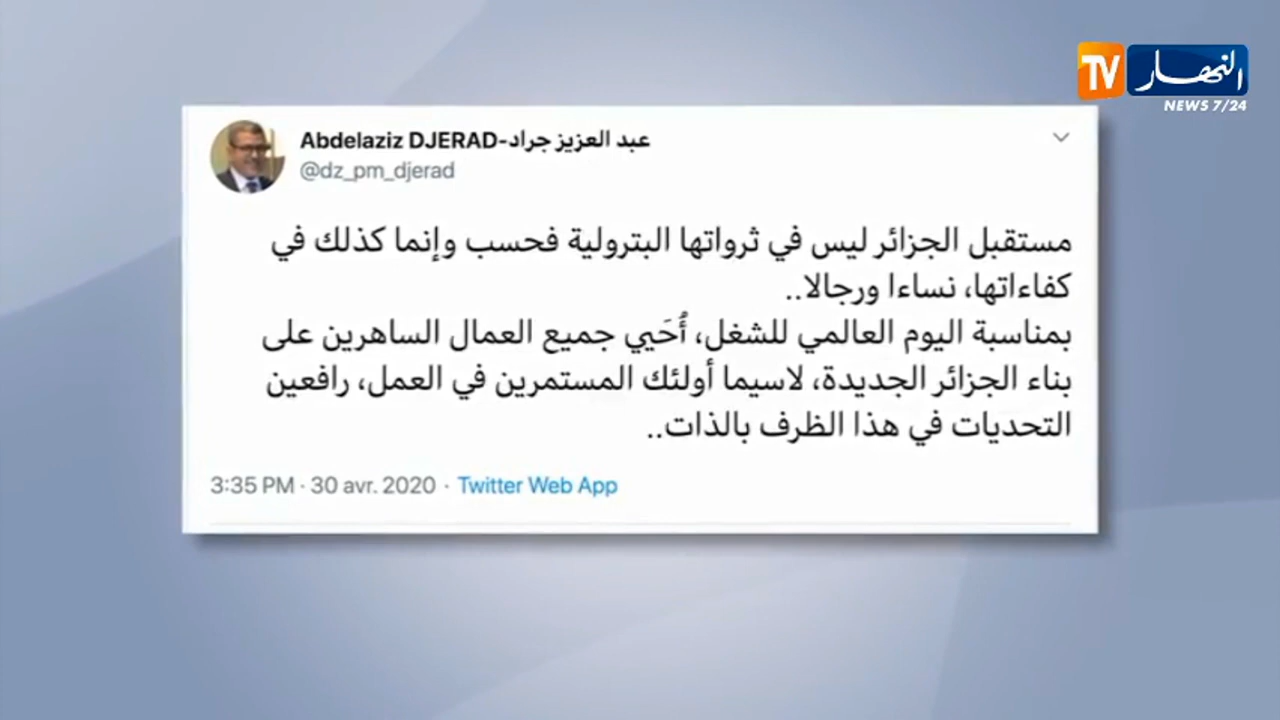 TV النهار
NEWS 7/24
Abdelaziz DJERAD-عبد العزيز جراد
@dz_pm_djerad
مستقبل الجزائر ليس في ثرواتها البترولية فحسب وإنما كذلك في
كفاءاتها، نساءا ورجالا..
بمناسبة اليوم العالمي للشغل، أُحَيي جميع العمال الساهرين على
بناء الجزائر الجديدة، لاسيما أولئك المستمرين في العمل، رافعين
التحديات في هذا الظرف بالذات..
3:35 PM · 30 avr. 2020 · Twitter Web App